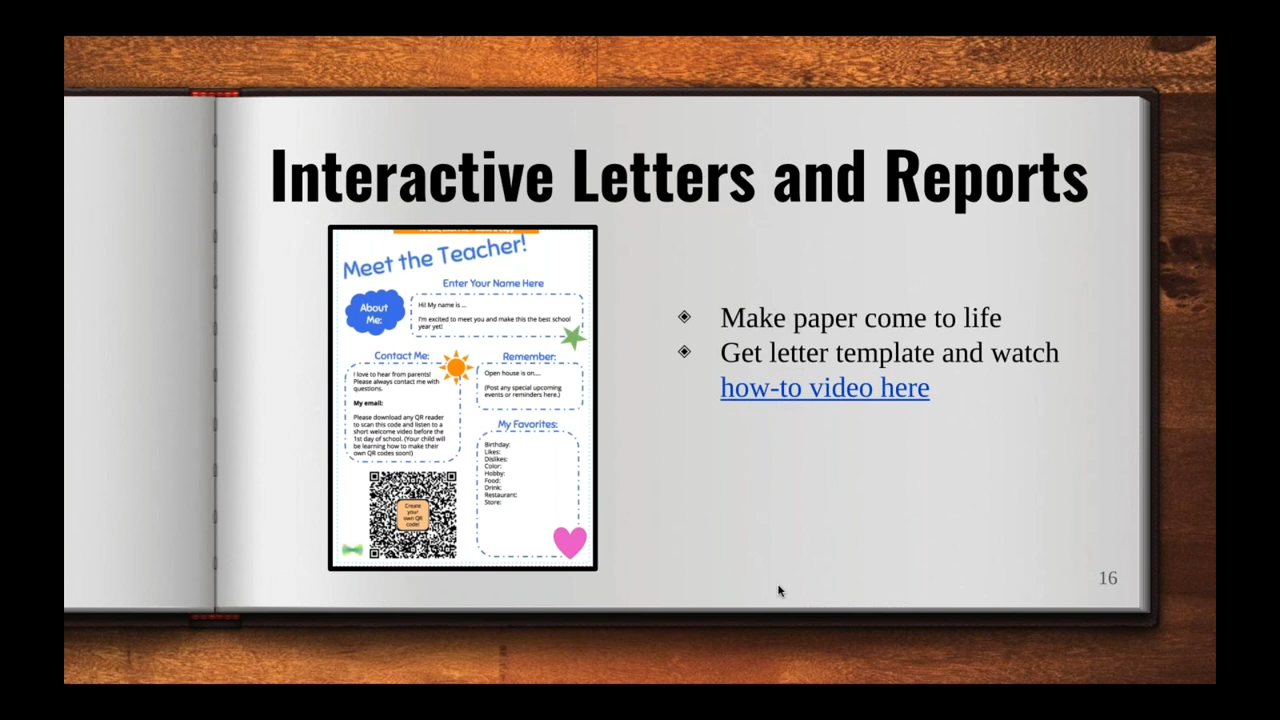 Interactive Letters and Reports
Meet the Teacher!
Enter Your Name Here
About
Me:
Hi! My name is ...
I'm excited to meet you and make this the best school
year yet!
Contact Me:
I love to hear from parents!
Please always contact me with
questions.
My email:
Please download any QR reader
to scan this code and listen to a
short welcome video before the
1st day of school. (Your child will
be learning how to make their
own QR codes soon!)
Remember:
Open house is on....
(Post any special upcoming
events or reminders here.)
My Favorites:
Birthday:
Likes:
Dislikes:
Color:
Hobby:
Food:
Drink:
Restaurant:
Store:
Create
your
own QR
code!
Make paper come to life
Get letter template and watch
how-to video here
16